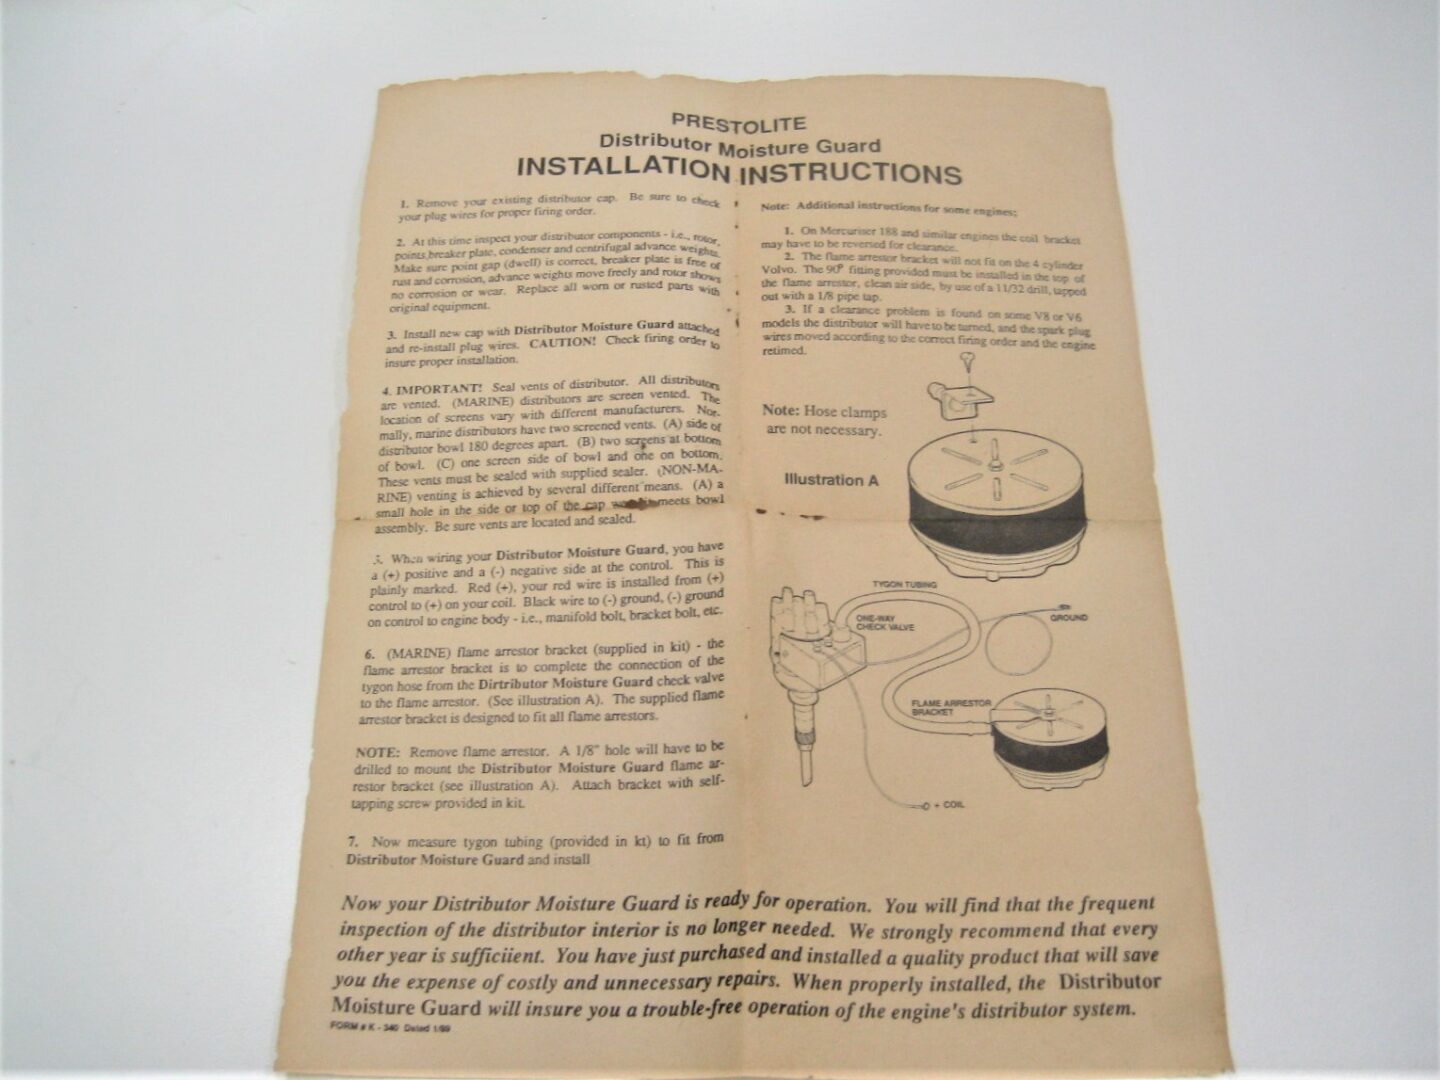 PRESTOLITE
Distributor Moisture Guard
INSTALLATION INSTRUCTIONS
1. Remove your existing distributor cap. Be sure to check
your plug wires for proper firing order.
2. At this time inspect your distributor components - i.e., rotor,
points, breaker plate, condenser and centrifugal advance weights.
Make sure point gap (dwell) is correct, breaker plate is free of
rust and corrosion, advance weights move freely and rotor shows
no corrosion or wear. Replace all worn or rusted parts with
original equipment.
3. Install new cap with Distributor Moisture Guard attached
and re-install plug wires. CAUTION! Check firing order to
insure proper installation.
4. IMPORTANT! Seal vents of distributor. All distributors
are vented. (MARINE) distributors are screen vented. The
location of screens vary with different manufacturers. Nor-
mally, marine distributors have two screened vents. (A) side of
distributor bowl 180 degrees apart. (B) two screens at bottom
of bowl. (C) one screen side of bowl and one on bottom.
These vents must be sealed with supplied sealer. (NON-MA-
RINE) venting is achieved by several different means. (A) a
small hole in the side or top of the cap meets bowl
assembly. Be sure vents are located and sealed.
5. When wiring your Distributor Moisture Guard, you have
a (+) positive and a (-) negative side at the control. This is
plainly marked. Red (+), your red wire is installed from (+)
control to (+) on your coil. Black wire to (-) ground, (-) ground
on control to engine body - i.e., manifold bolt, bracket bolt, etc.
6. (MARINE) flame arrestor bracket (supplied in kit) - the
flame arrestor bracket is to complete the connection of the
tygon hose from the Dirtributor Moisture Guard check valve
to the flame arrestor. (See illustration A). The supplied flame
arrestor bracket is designed to fit all flame arrestors.
NOTE: Remove flame arrestor. A 1/8" hole will have to be
drilled to mount the Distributor Moisture Guard flame ar-
restor bracket (see illustration A). Attach bracket with self-
tapping screw provided in kit.
7. Now measure tygon tubing (provided in kt) to fit from
Distributor Moisture Guard and install
Note: Additional instructions for some engines;
1. On Mercuriser 188 and similar engines the coil bracket
may have to be reversed for clearance.
2. The flame arrestor bracket will not fit on the 4 cylinder
Volvo. The 90° fitting provided must be installed in the top of
the flame arrestor, clean air side, by use of a 11/32 drill, tapped
out with a 1/8 pipe tap.
3. If a clearance problem is found on some V8 or V6
models the distributor will have to be turned, and the spark plug
wires moved according to the correct firing order and the engine
retimed.
Note: Hose clamps
are not necessary.
Illustration A
TYGON TUBING
ONE-WAY
CHECK VALVE
GROUND
FLAME ARRESTOR
BRACKET
+ COIL
Now your Distributor Moisture Guard is ready for operation. You will find that the frequent
inspection of the distributor interior is no longer needed. We strongly recommend that every
other year is sufficiient. You have just purchased and installed a quality product that will save
you the expense of costly and unnecessary repairs. When properly installed, the Distributor
Moisture Guard will insure you a trouble-free operation of the engine's distributor system.
FORM # K - 340 Dated 1/89